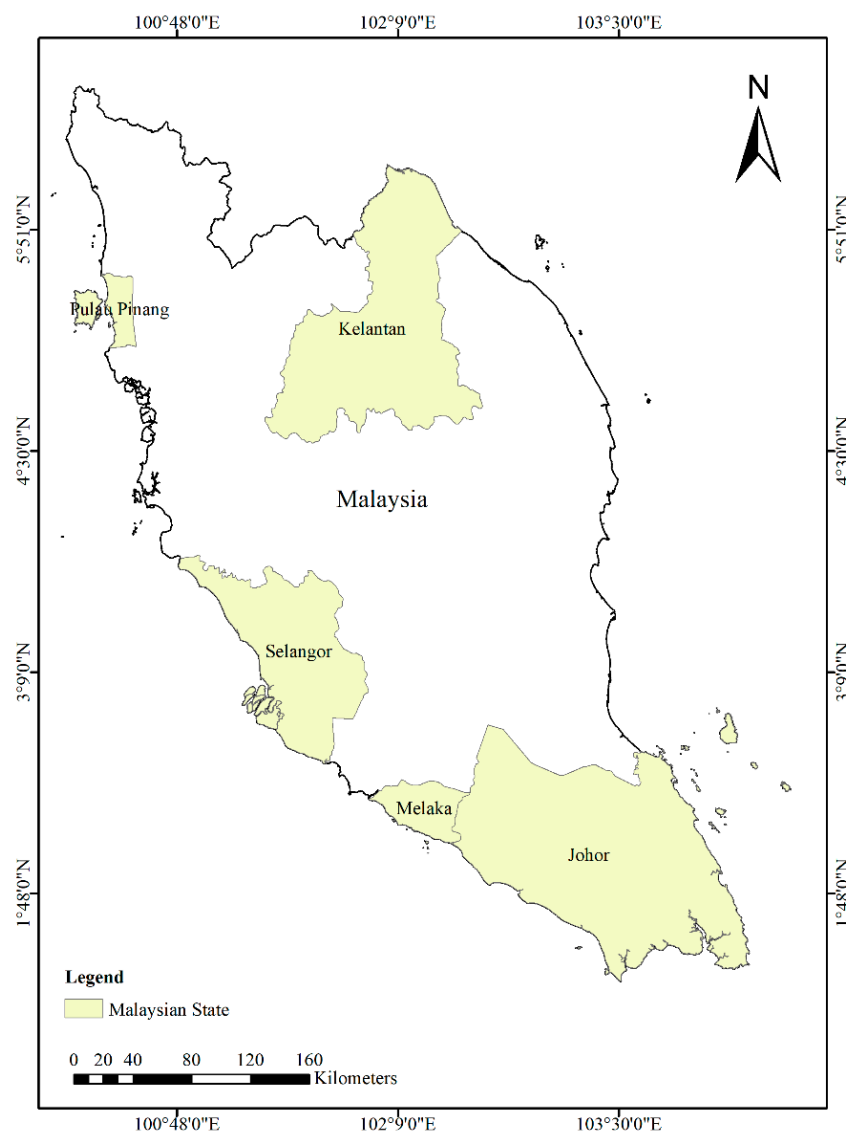 100°48'0"E 102°9'0"E 103°30'0"E
N
5°51'0"N 5°51'0"N
Pulau Pinang
Kelantan
4°30'0"N 4°30'0"N
Malaysia
Selangor
3°9'0"N 3°9'0"N
Melaka
Johor
1°48'0"N 1°48'0"N
Legend
Malaysian State
0 20 40 80 120 160
Kilometers
100°48'0"E 102°9'0"E 103°30'0"E